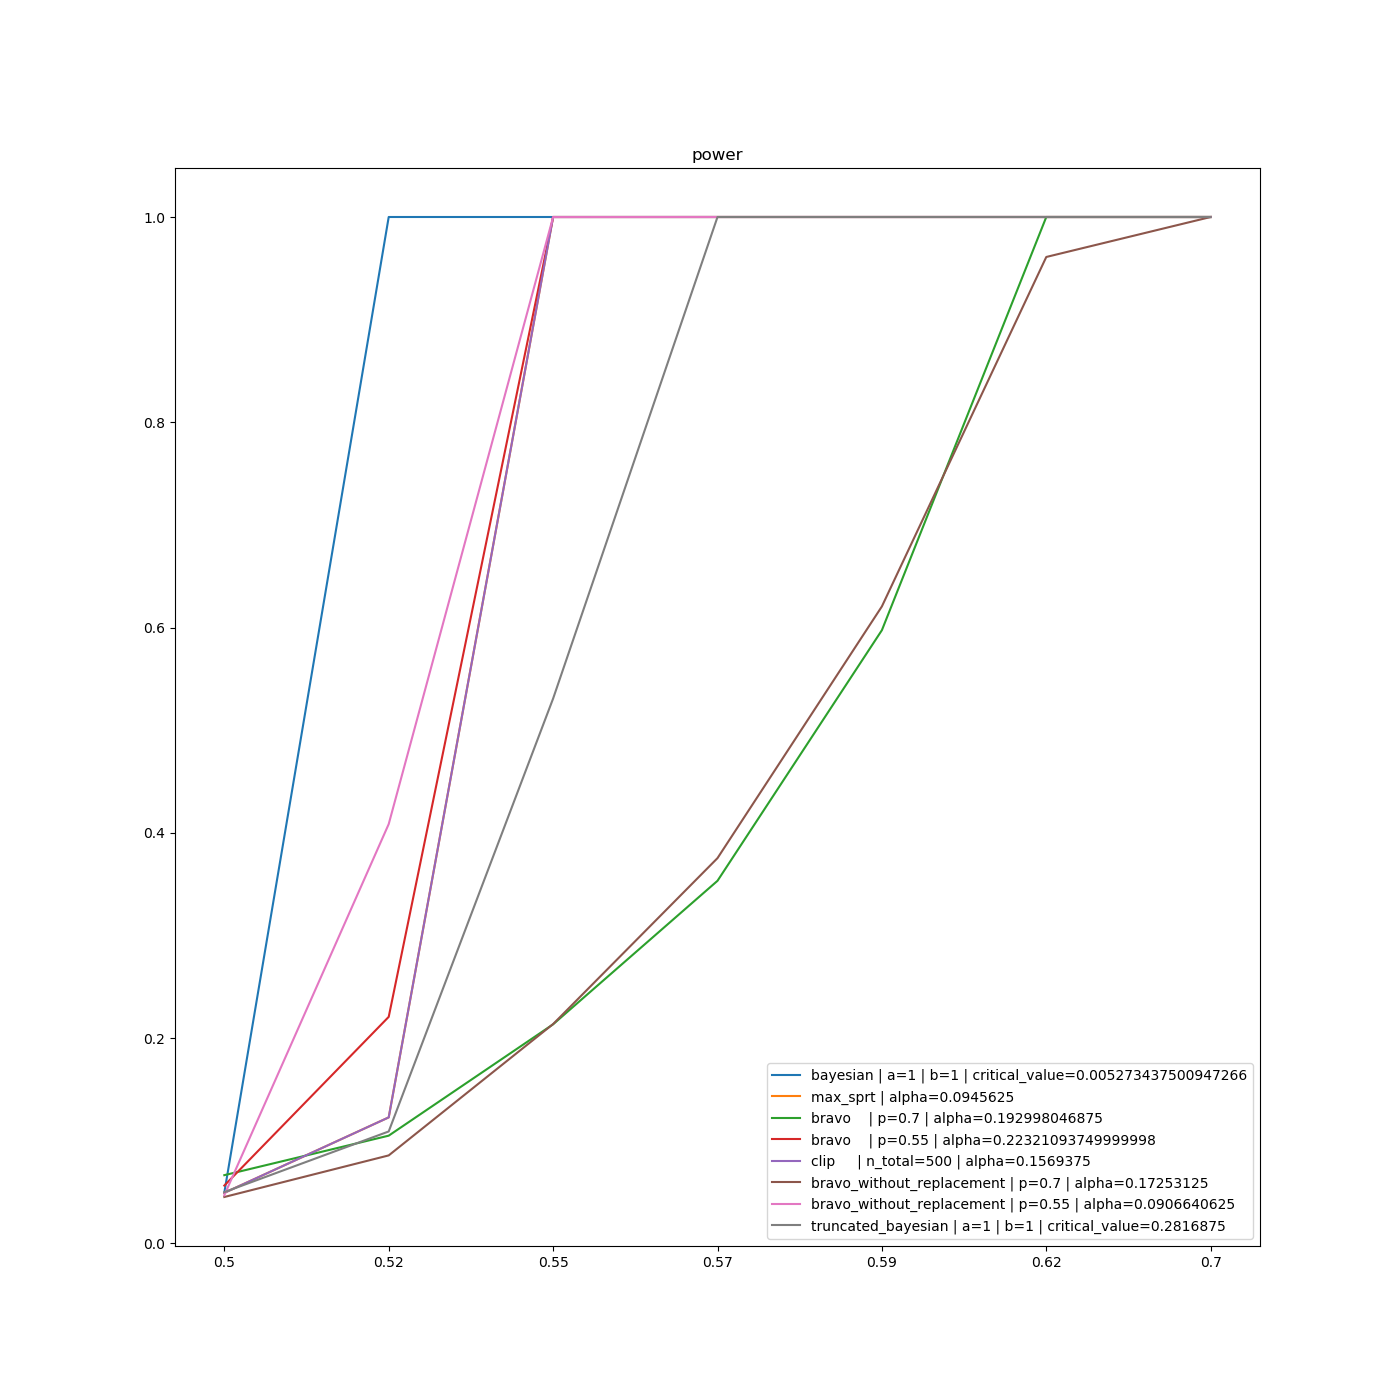 power
1.0
0.8
0.6
0.4
0.2
0.0
0.5 0.52 0.55 0.57 0.59 0.62 0.7
bayesian | a=1 | b=1 | critical_value=0.005273437500947266
max_sprt | alpha=0.0945625
bravo    | p=0.7 | alpha=0.192998046875
bravo    | p=0.55 | alpha=0.22321093749999998
clip     | n_total=500 | alpha=0.1569375
bravo_without_replacement | p=0.7 | alpha=0.17253125
bravo_without_replacement | p=0.55 | alpha=0.0906640625
truncated_bayesian | a=1 | b=1 | critical_value=0.2816875